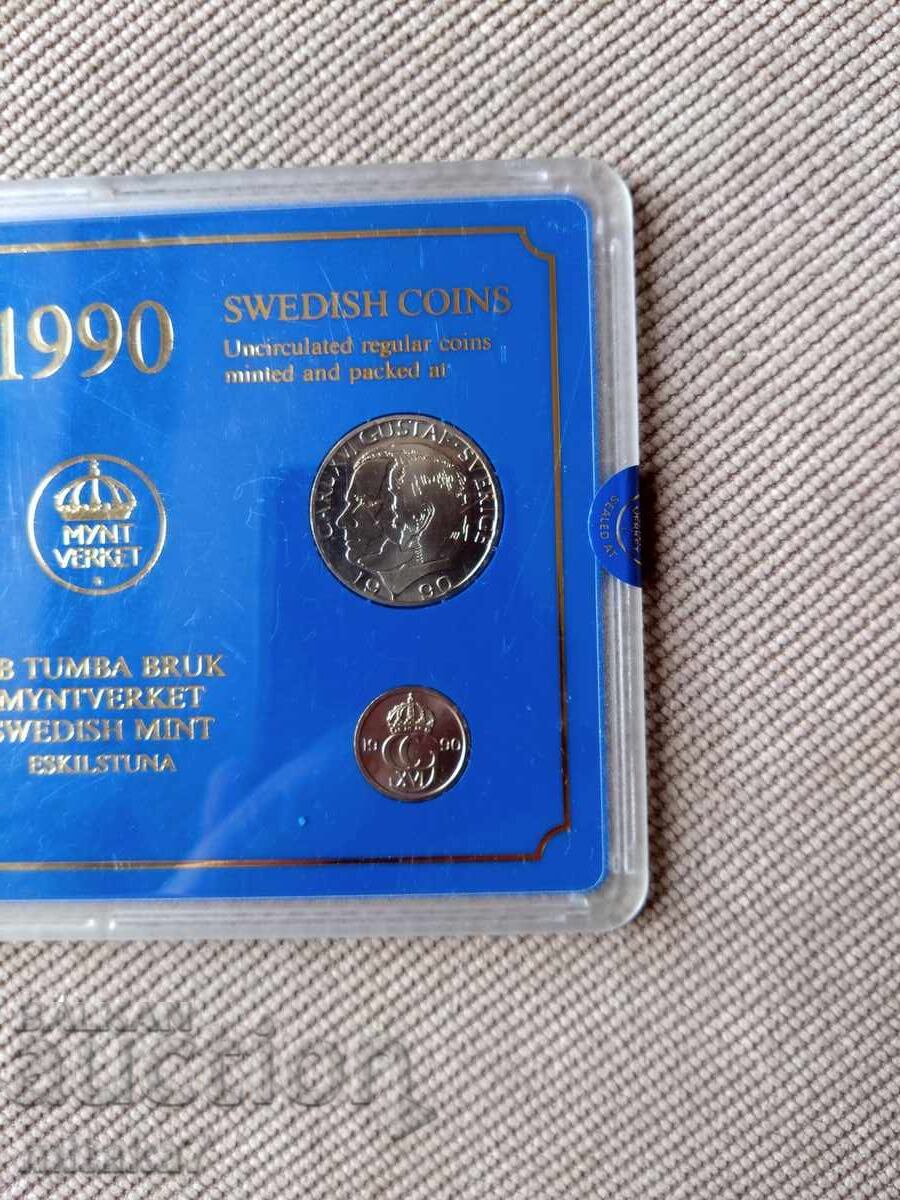 1990
SWEDISH COINS
Uncirculated regular coins
minted and packed at
CARL XVI GUSTAF · SVERIGE
19 90
MYNT
VERKET
SEALED AT
B TUMBA BRUK
MYNTVERKET
SWEDISH MINT
ESKILSTUNA
19 90
XVI
BALKAN
auction